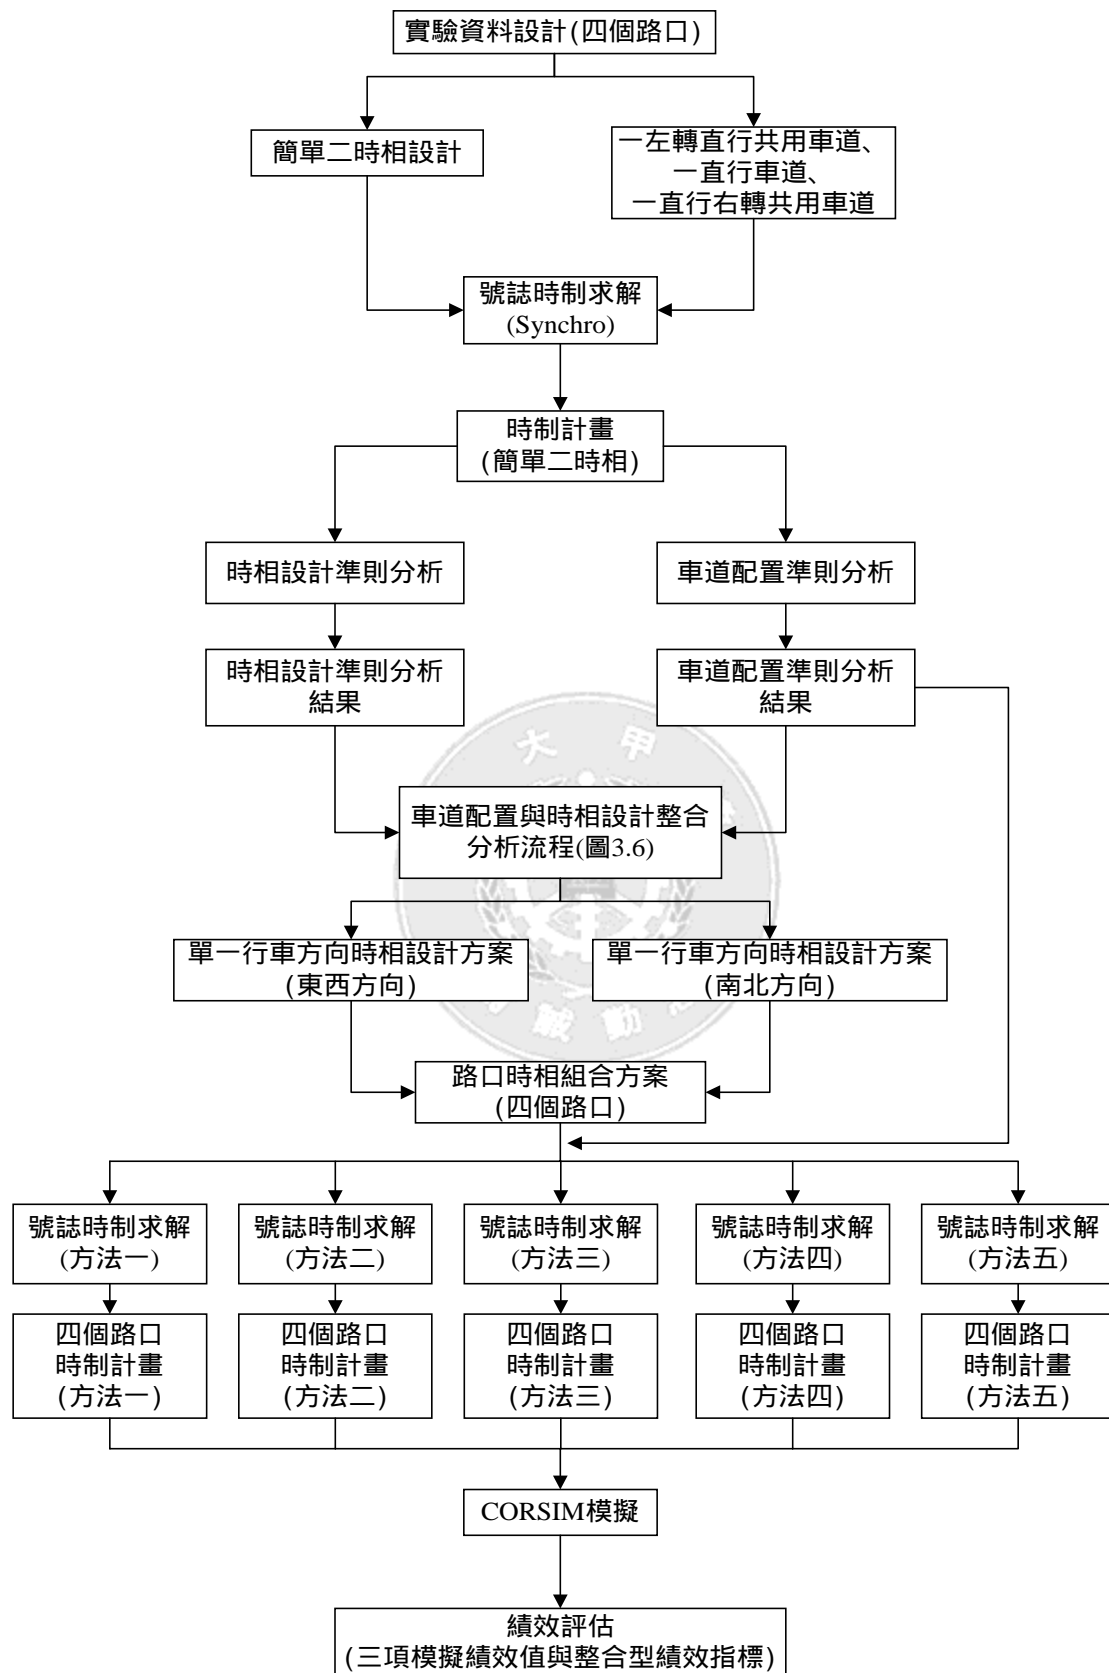 實驗資料設計(四個路口)
簡單二時相設計
一左轉直行共用車道、
一直行車道、
一直行右轉共用車道
號誌時制求解
(Synchro)
時制計畫
(簡單二時相)
時相設計準則分析
車道配置準則分析
時相設計準則分析
結果
車道配置準則分析
結果
大 甲
車道配置與時相設計整合
分析流程(圖3.6)
單一行車方向時相設計方案
(東西方向)
單一行車方向時相設計方案
(南北方向)
誠 勤
路口時相組合方案
(四個路口)
號誌時制求解
(方法一)
號誌時制求解
(方法二)
號誌時制求解
(方法三)
號誌時制求解
(方法四)
號誌時制求解
(方法五)
四個路口
時制計畫
(方法一)
四個路口
時制計畫
(方法二)
四個路口
時制計畫
(方法三)
四個路口
時制計畫
(方法四)
四個路口
時制計畫
(方法五)
CORSIM模擬
績效評估
(三項模擬績效值與整合型績效指標)